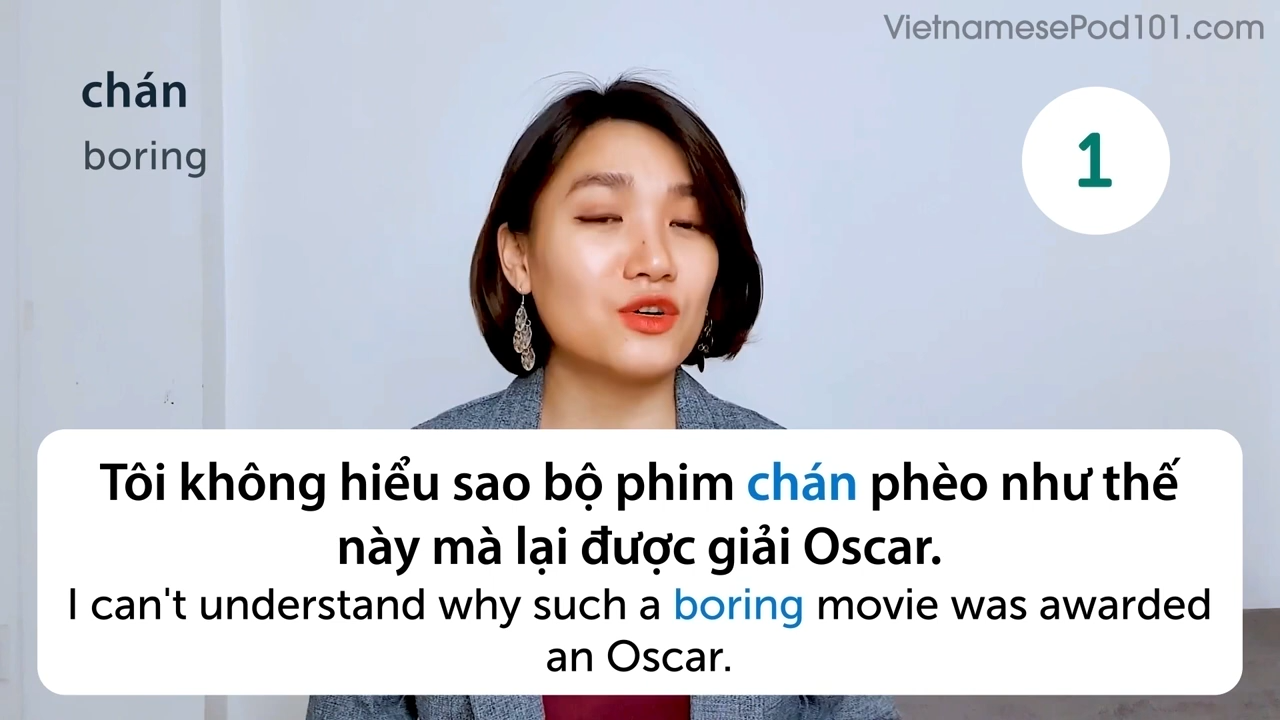 VietnamesePod101.com
chán
boring
1
Tôi không hiểu sao bộ phim chán phèo như thế
này mà lại được giải Oscar.
I can't understand why such a boring movie was awarded
an Oscar.